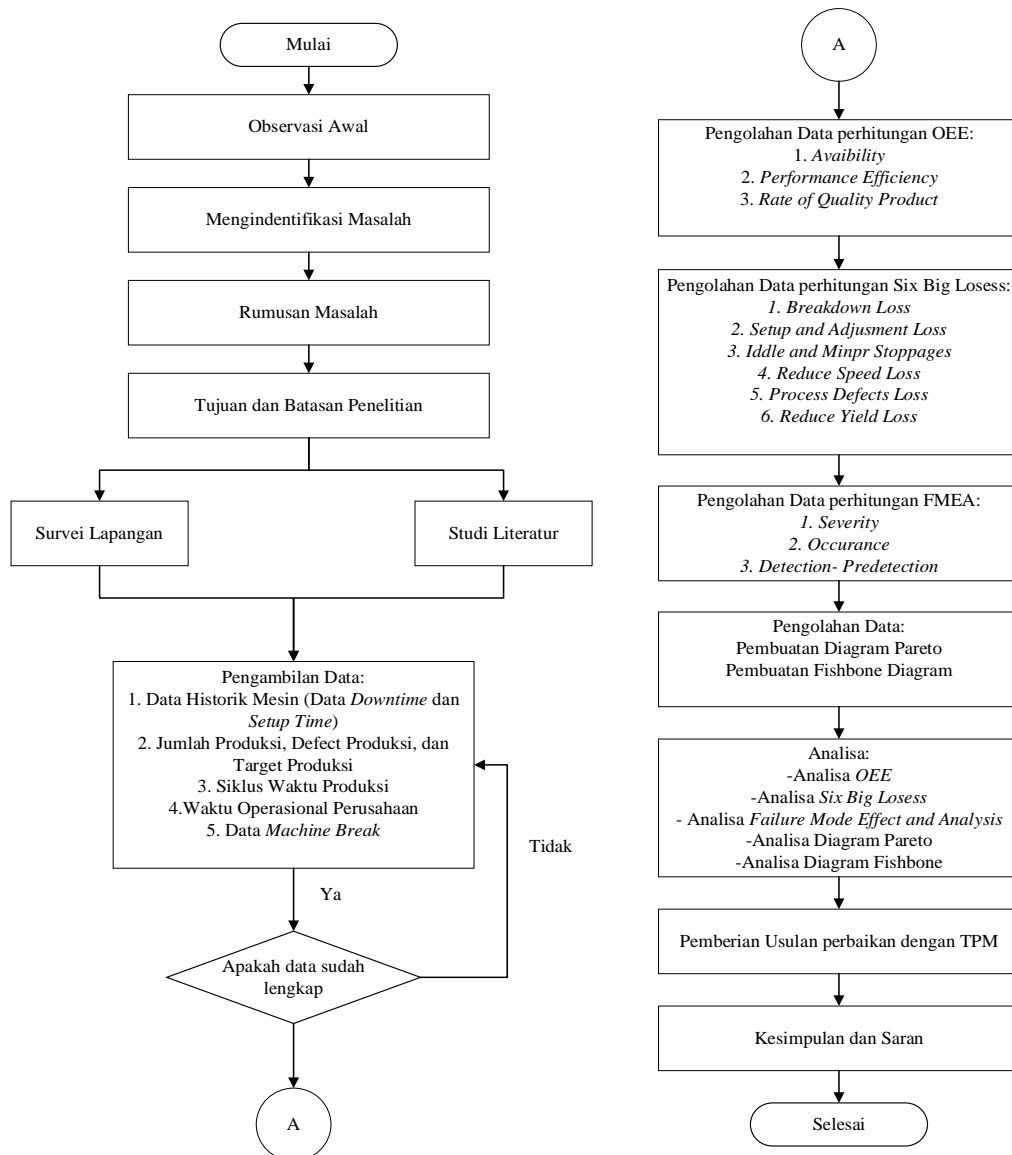 Mulai
Observasi Awal
Mengindentifikasi Masalah
Rumusan Masalah
Tujuan dan Batasan Penelitian
Survei Lapangan
Studi Literatur
Pengambilan Data:
1. Data Historik Mesin (Data Downtime dan
Setup Time)
2. Jumlah Produksi, Defect Produksi, dan
Target Produksi
3. Siklus Waktu Produksi
4.Waktu Operasional Perusahaan
5. Data Machine Break
Tidak
Ya
Apakah data sudah
lengkap
A
A
Pengolahan Data perhitungan OEE:
1. Avaibility
2. Performance Efficiency
3. Rate of Quality Product
Pengolahan Data perhitungan Six Big Losess:
1. Breakdown Loss
2. Setup and Adjusment Loss
3. Iddle and Minpr Stoppages
4. Reduce Speed Loss
5. Process Defects Loss
6. Reduce Yield Loss
Pengolahan Data perhitungan FMEA:
1. Severity
2. Occurance
3. Detection- Predetection
Pengolahan Data:
Pembuatan Diagram Pareto
Pembuatan Fishbone Diagram
Analisa:
-Analisa OEE
-Analisa Six Big Losess
- Analisa Failure Mode Effect and Analysis
-Analisa Diagram Pareto
-Analisa Diagram Fishbone
Pemberian Usulan perbaikan dengan TPM
Kesimpulan dan Saran
Selesai